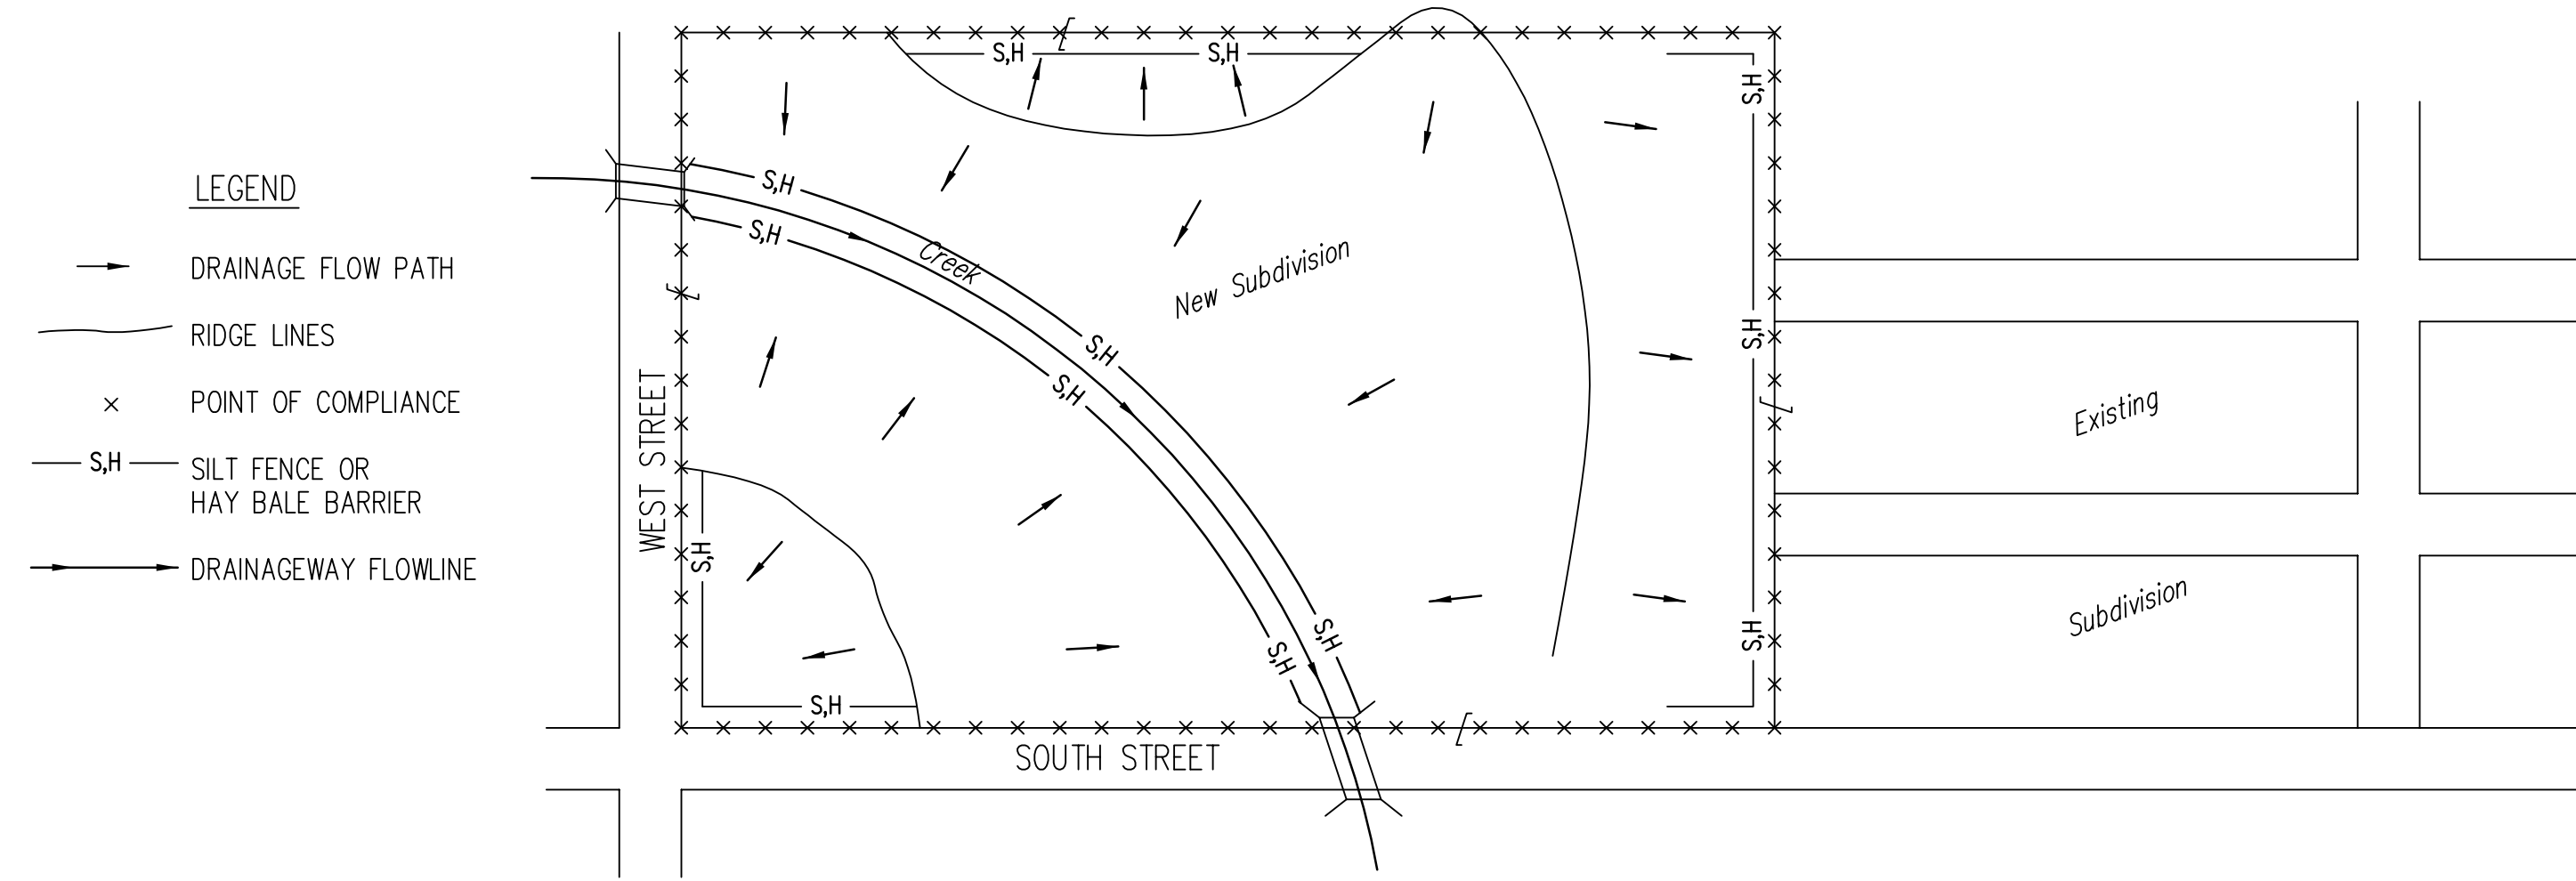 LEGEND
DRAINAGE FLOW PATH
RIDGE LINES
POINT OF COMPLIANCE
S,H
SILT FENCE OR
HAY BALE BARRIER
DRAINAGEWAY FLOWLINE
S,H
S,H
S,H
S,H
S,H
Creek
New Subdivision
S,H
S,H
S,H
WEST STREET
Existing
S,H
Subdivision
S,H
S,H
S,H
S,H
SOUTH STREET